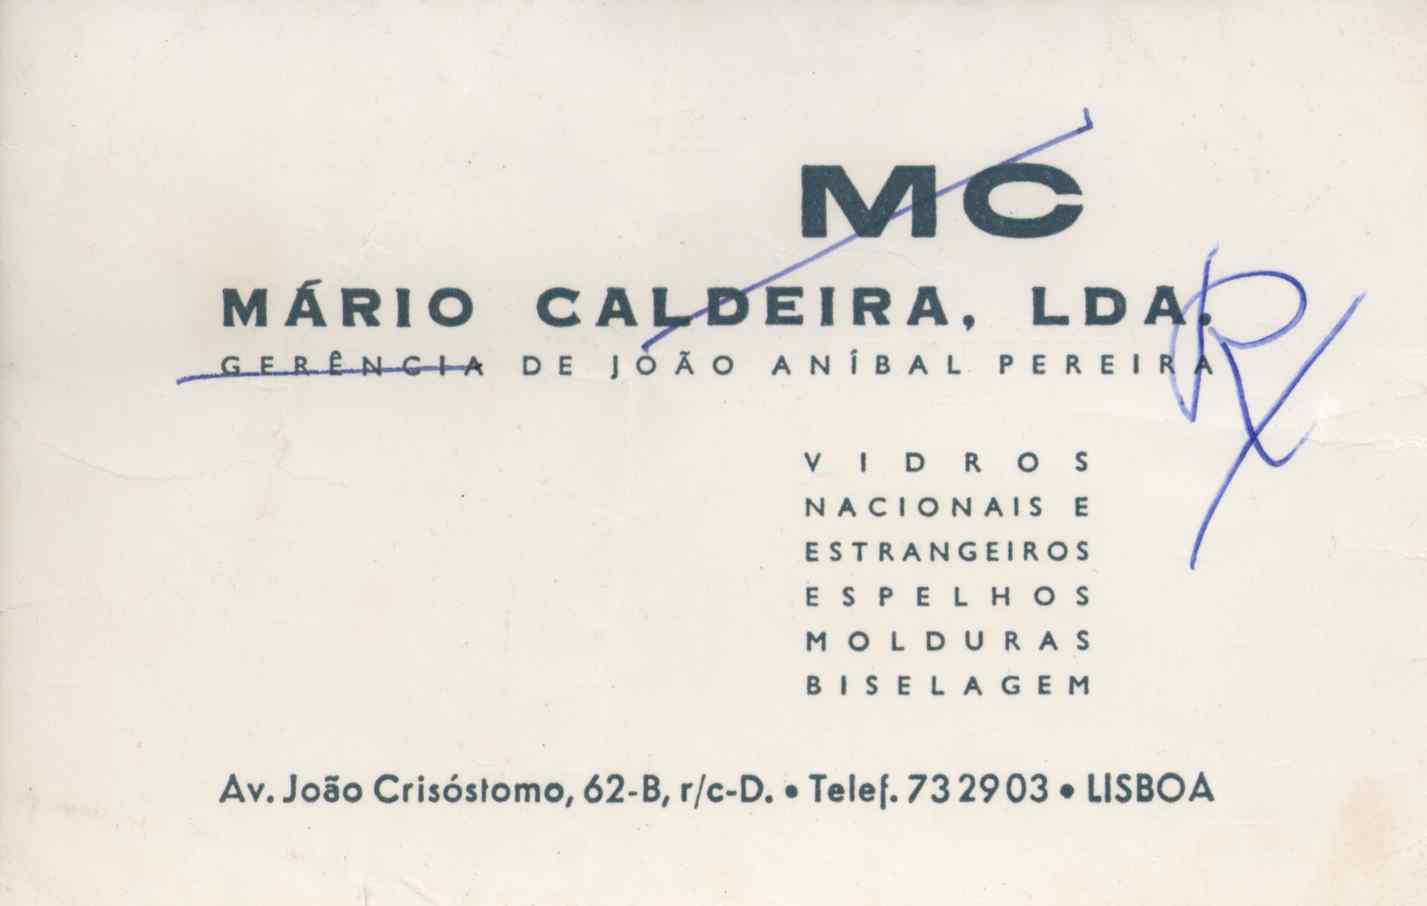 MC
MÁRIO CALDEIRA, LDA.
GERÊNCIA DE JOÃO ANÍBAL PEREIRA
VIDROS
NACIONAIS E
ESTRANGEIROS
ESPELHOS
MOLDURAS
BISELAGEM
Av. João Crisóstomo, 62-B, r/c-D. • Telef. 73 29 03 • LISBOA